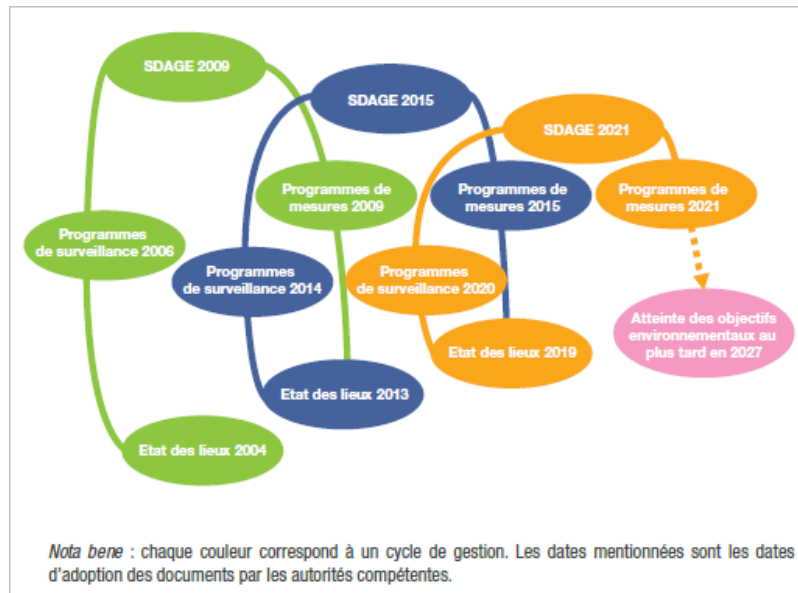 SDAGE 2009
SDAGE 2015
SDAGE 2021
Programmes de
mesures 2009
Programmes de
mesures 2015
Programmes de
mesures 2021
Programmes
de surveillance 2006
Programmes
de surveillance 2014
Programmes
de surveillance 2020
Atteinte des objectifs
environnementaux au
plus tard en 2027
Etat des lieux 2019
Etat des lieux 2013
Etat des lieux 2004
Nota bene : chaque couleur correspond à un cycle de gestion. Les dates mentionnées sont les dates
d'adoption des documents par les autorités compétentes.